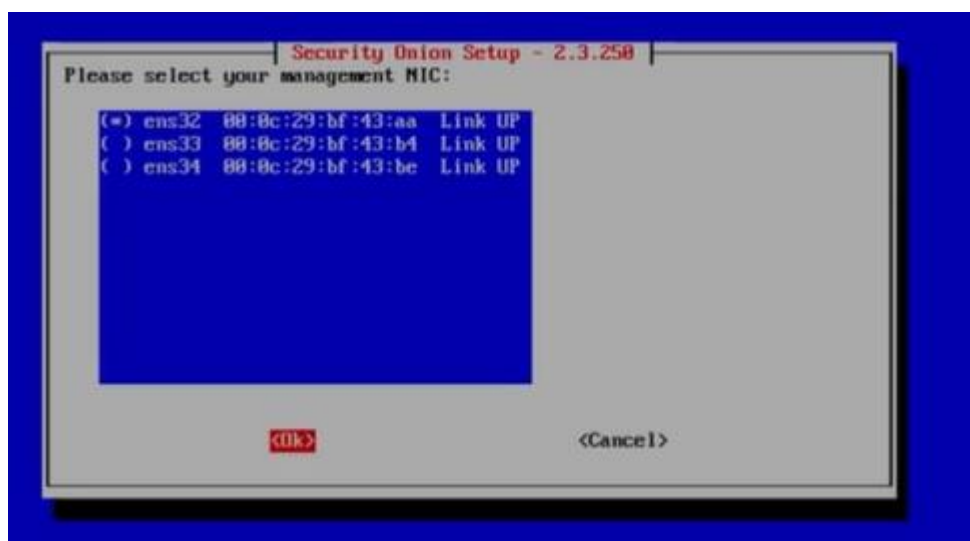 Security Onion Setup - 2.3.250
Please select your management NIC:
(*) ens32 00:0c:29:bf:43:aa Link UP
( ) ens33 00:0c:29:bf:43:b4 Link UP
( ) ens34 00:0c:29:bf:43:be Link UP
<Ok>
<Cancel>